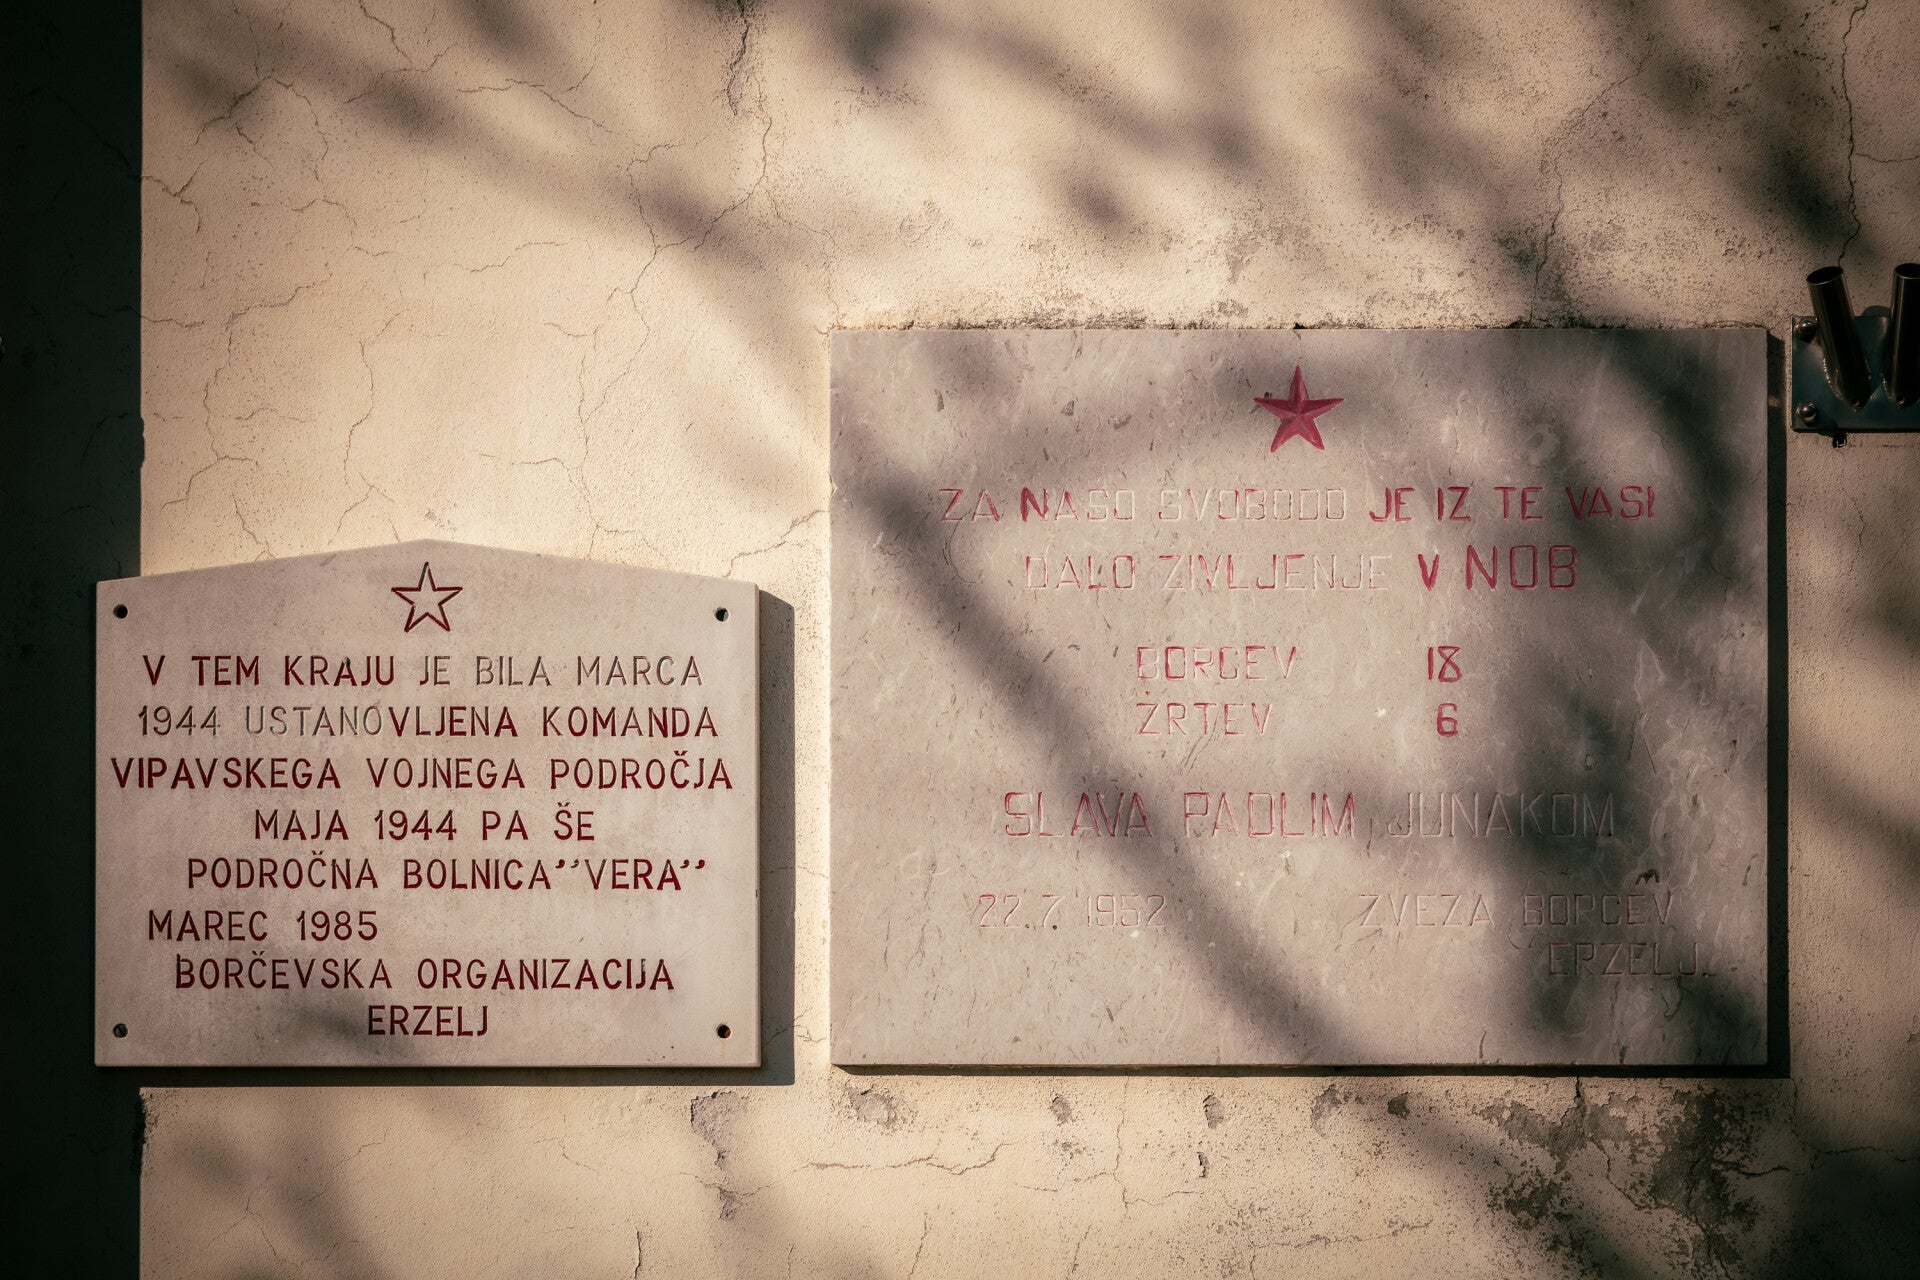 V TEM KRAJU JE BILA MARCA
1944 USTANOVLJENA KOMANDA
VIPAVSKEGA VOJNEGA PODROČJA
MAJA 1944 PA ŠE
PODROČNA BOLNICA''VERA''
MAREC 1985
BORČEVSKA ORGANIZACIJA
ERZELJ
ZA NAŠO SVOBODO JE IZ TE VASI
DALO ŽIVLJENJE V NOB
BORCEV 18
ŽRTEV 6
SLAVA PADLIM JUNAKOM
22.7.1952 ZVEZA BORCEV
ERZELJ.